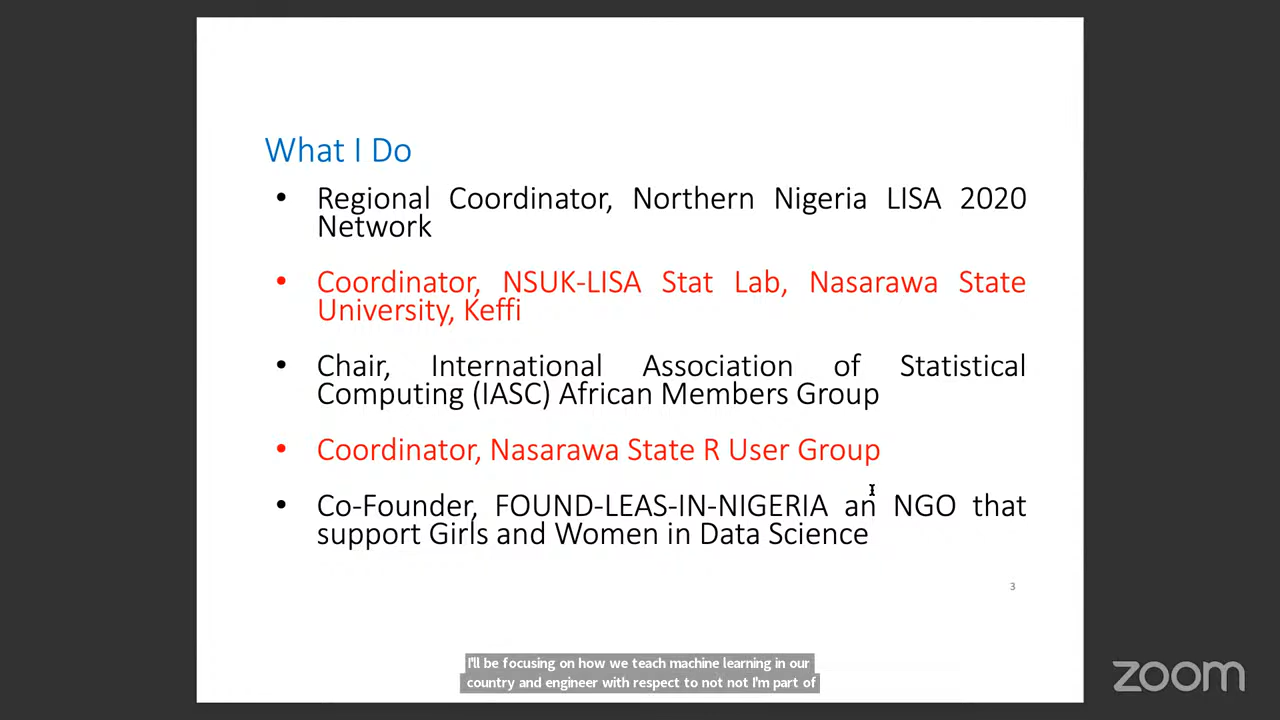 What I Do
• Regional Coordinator, Northern Nigeria LISA 2020
Network
• Coordinator, NSUK-LISA Stat Lab, Nasarawa State
University, Keffi
• Chair, International Association of Statistical
Computing (IASC) African Members Group
• Coordinator, Nasarawa State R User Group
• Co-Founder, FOUND-LEAS-IN-NIGERIA an NGO that
support Girls and Women in Data Science
3
I'll be focusing on how we teach machine learning in our
country and engineer with respect to not not I'm part of
zoom